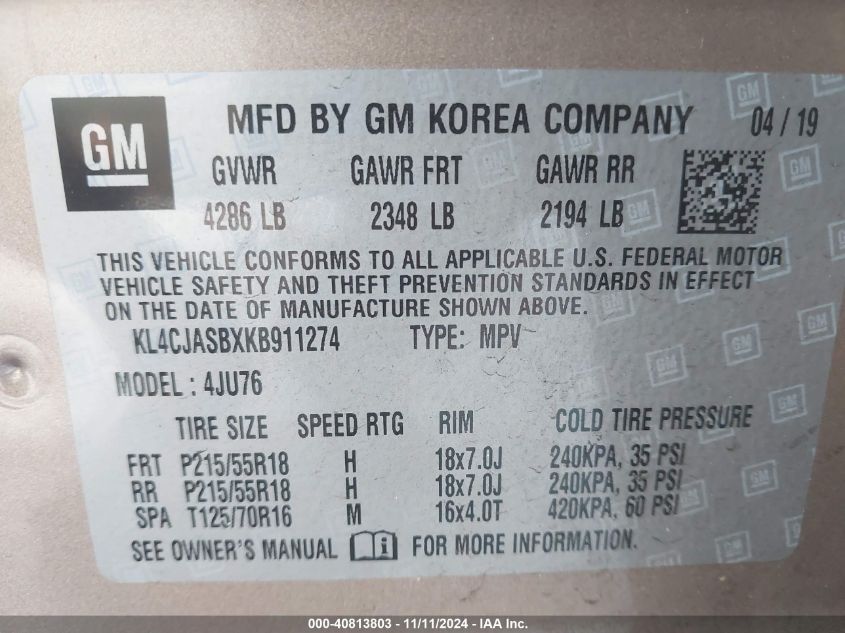 GM
MFD BY GM KOREA COMPANY 04 / 19
GVWR GAWR FRT GAWR RR
4286 LB 2348 LB 2194 LB
THIS VEHICLE CONFORMS TO ALL APPLICABLE U.S. FEDERAL MOTOR
VEHICLE SAFETY AND THEFT PREVENTION STANDARDS IN EFFECT
ON THE DATE OF MANUFACTURE SHOWN ABOVE.
KL4CJASBXKB911274 TYPE: MPV
MODEL : 4JU76
TIRE SIZE SPEED RTG RIM COLD TIRE PRESSURE
FRT P215/55R18 H 18x7.0J 240KPA, 35 PSI
RR P215/55R18 H 18x7.0J 240KPA, 35 PSI
SPA T125/70R16 M 16x4.0T 420KPA, 60 PSI
SEE OWNER'S MANUAL i FOR MORE INFORMATION.
000-40813803 - 11/11/2024 - IAA Inc.